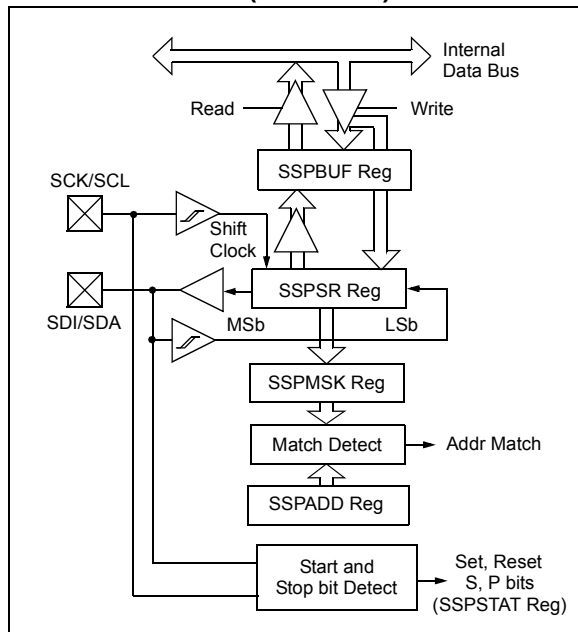 Internal
Data Bus
Read
Write
SSPBUF Reg
SCK/SCL
Shift
Clock
SSPSR Reg
SDI/SDA
MSb
LSb
SSPMSK Reg
Match Detect
Addr Match
SSPADD Reg
Start and
Stop bit Detect
Set, Reset
S, P bits
(SSPSTAT Reg)